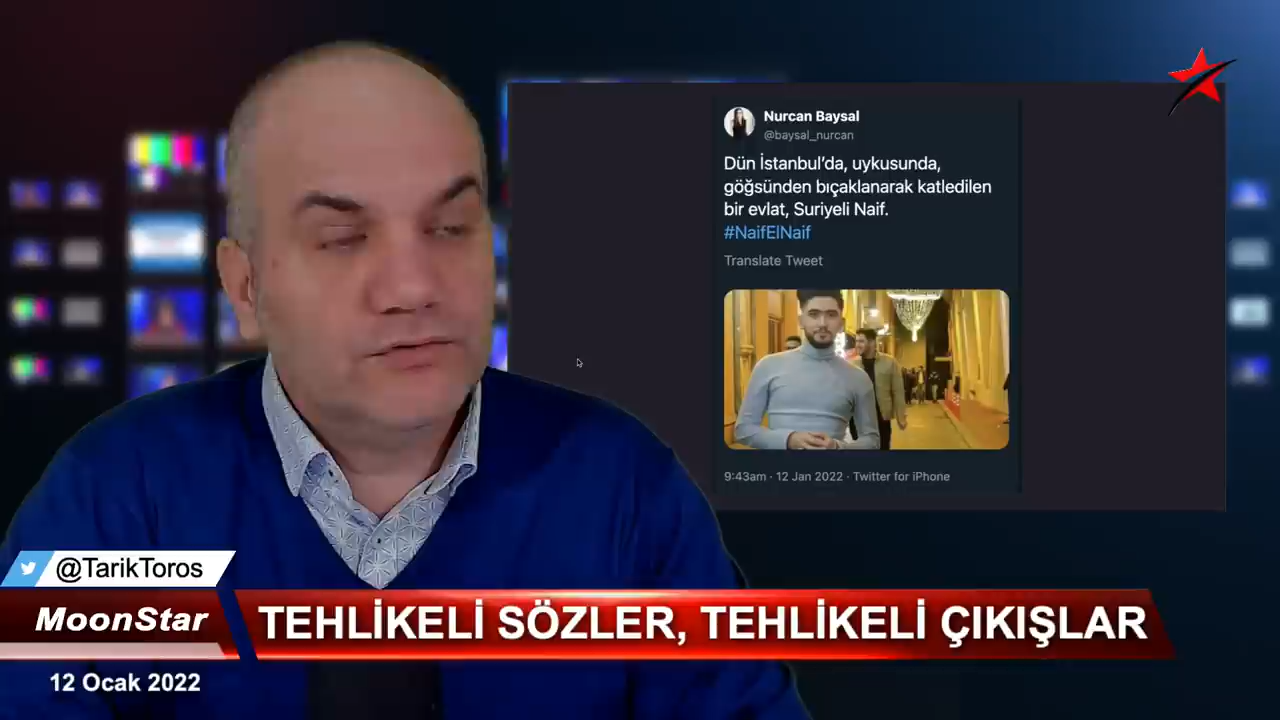 Nurcan Baysal
@baysal_nurcan
Dün İstanbul'da, uykusunda,
göğsünden bıçaklanarak katledilen
bir evlat, Suriyeli Naif.
#NaifElNaif
Translate Tweet
9:43am · 12 Jan 2022 · Twitter for iPhone
@TarikToros
MoonStar
TEHLİKELİ SÖZLER, TEHLİKELİ ÇIKIŞLAR
12 Ocak 2022